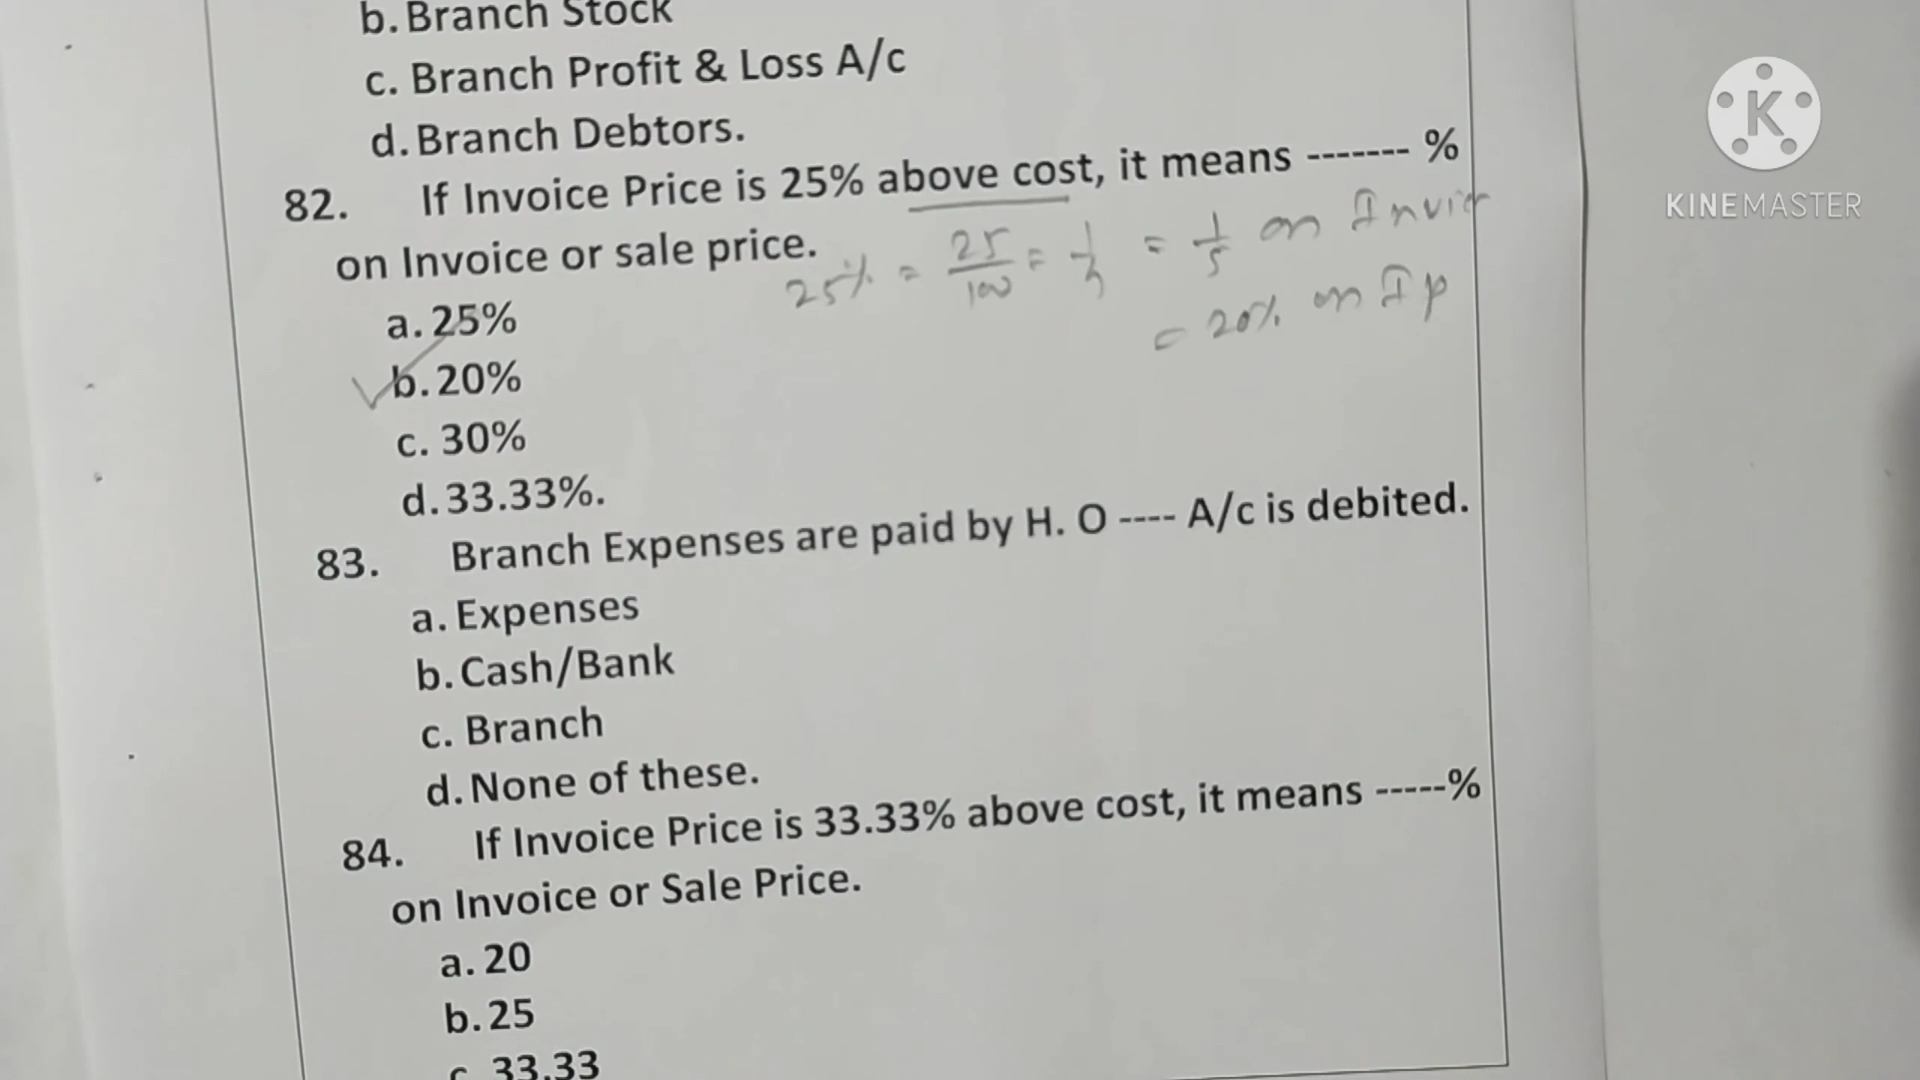 b. Branch Stock
c. Branch Profit & Loss A/c
d. Branch Debtors.
82. If Invoice Price is 25% above cost, it means ------- %
on Invoice or sale price.
25% = 25/100 = 1/4 = 1/5 on Invoice
= 20% on I p
a. 25%
b. 20%
c. 30%
d. 33.33%.
83. Branch Expenses are paid by H. O ---- A/c is debited.
a. Expenses
b. Cash/Bank
c. Branch
d. None of these.
84. If Invoice Price is 33.33% above cost, it means -----%
on Invoice or Sale Price.
a. 20
b. 25
c. 33.33
K
KINEMASTER